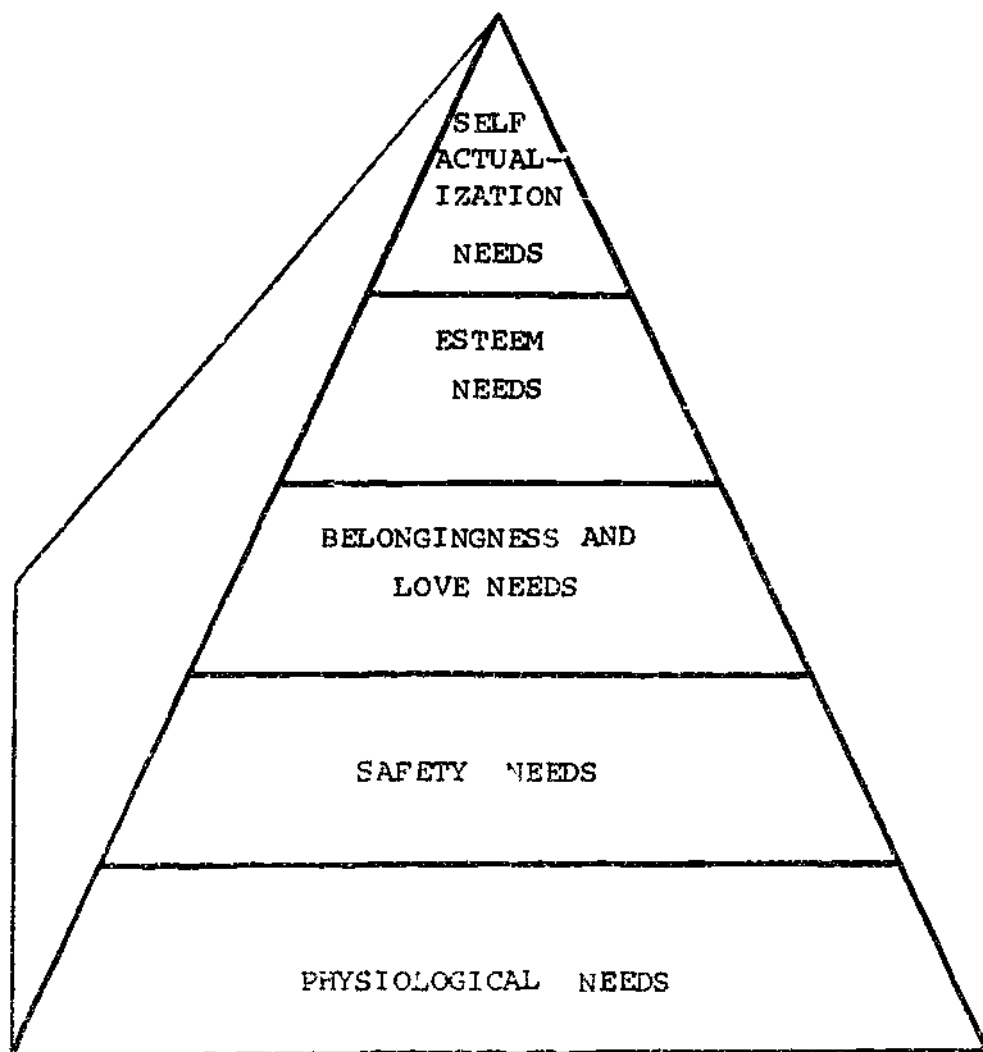 SELF
ACTUAL-
IZATION
NEEDS
ESTEEM
NEEDS
BELONGINGNESS AND
LOVE NEEDS
SAFETY NEEDS
PHYSIOLOGICAL NEEDS